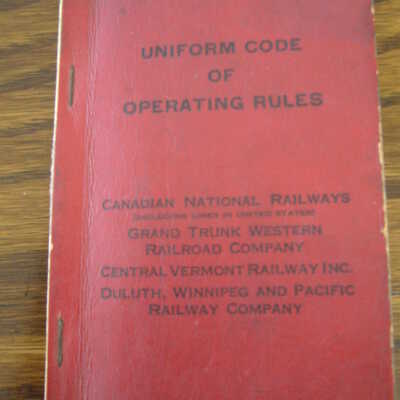 UNIFORM CODE
OF
OPERATING RULES
CANADIAN NATIONAL RAILWAYS
(INCLUDING LINES IN UNITED STATES)
GRAND TRUNK WESTERN
RAILROAD COMPANY
CENTRAL VERMONT RAILWAY INC.
DULUTH, WINNIPEG AND PACIFIC
RAILWAY COMPANY